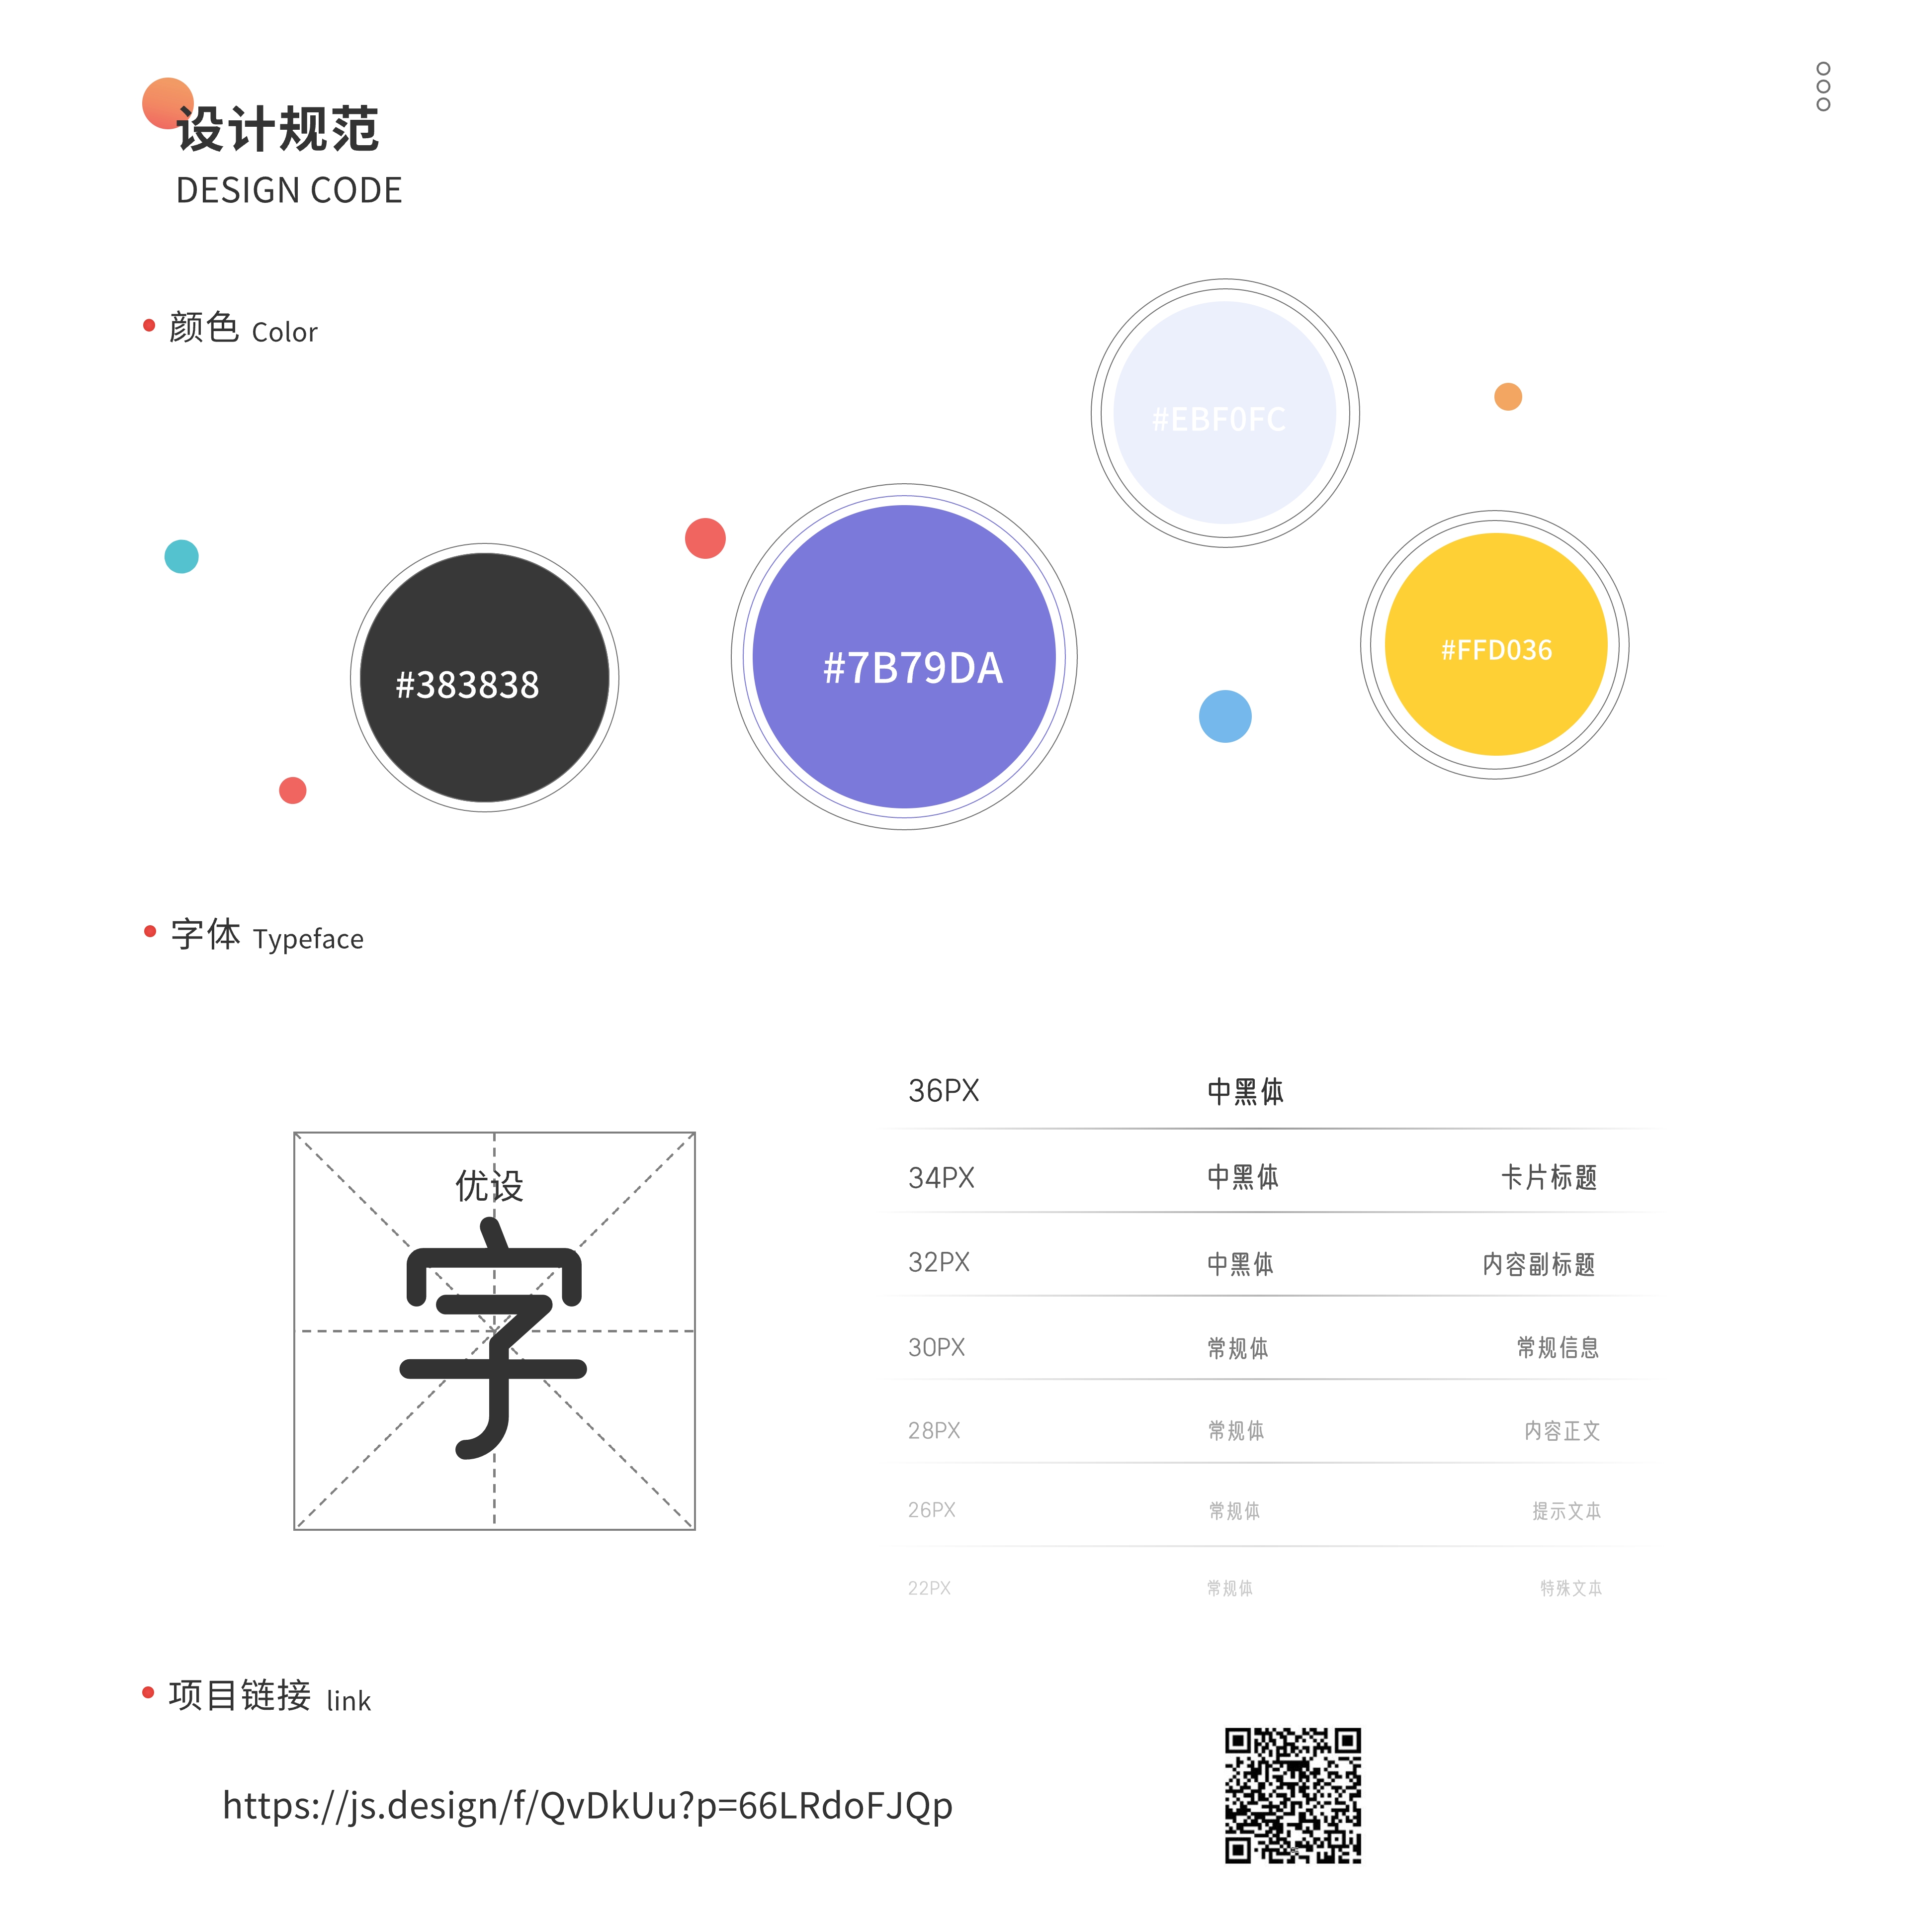 设计规范
DESIGN CODE
颜色 Color
#EBF0FC
#383838
#7B79DA
#FFD036
字体 Typeface
优设
字
36PX 中黑体
34PX 中黑体 卡片标题
32PX 中黑体 内容副标题
30PX 常规体 常规信息
28PX 常规体 内容正文
26PX 常规体 提示文本
22PX 常规体 特殊文本
项目链接 link
https://js.design/f/QvDkUu?p=66LRdoFJQp